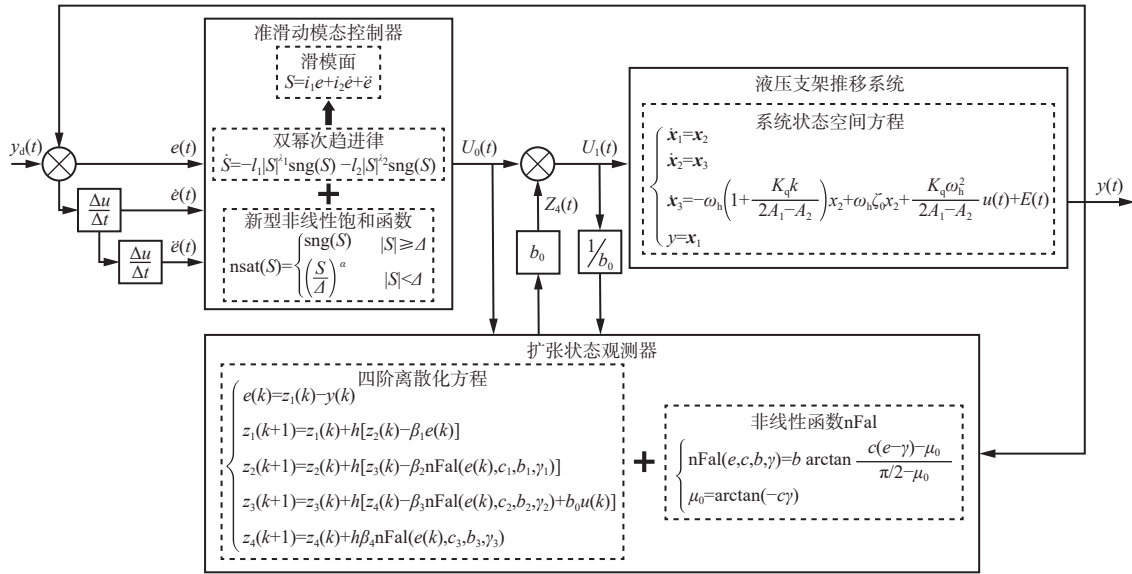 准滑动模态控制器
滑模面
S=i₁e+i₂ė+ë
双幂次趋进律
Ṡ=−l₁|S|^λ₁sng(S) −l₂|S|^λ₂sng(S)
+
新型非线性饱和函数
nsat(S)={sng(S) |S|≥Δ
(S/Δ)^α |S|<Δ
y_d(t)
e(t)
ė(t)
ë(t)
Δu/Δt
Δu/Δt
U₀(t)
U₁(t)
Z₄(t)
b₀
1/b₀
液压支架推移系统
系统状态空间方程
ẋ₁=x₂
ẋ₂=x₃
ẋ₃=−ω_h(1+K_q k/(2A₁−A₂))x₂+ω_hζ₀x₂+K_qω_h²/(2A₁−A₂) u(t)+E(t)
y=x₁
y(t)
扩张状态观测器
四阶离散化方程
e(k)=z₁(k)−y(k)
z₁(k+1)=z₁(k)+h[z₂(k)−β₁e(k)]
z₂(k+1)=z₂(k)+h[z₃(k)−β₂nFal(e(k),c₁,b₁,γ₁)]
z₃(k+1)=z₃(k)+h[z₄(k)−β₃nFal(e(k),c₂,b₂,γ₂)+b₀u(k)]
z₄(k+1)=z₄(k)+hβ₄nFal(e(k),c₃,b₃,γ₃)
+
非线性函数nFal
nFal(e,c,b,γ)=b arctan (c(e−γ)−μ₀)/(π/2−μ₀)
μ₀=arctan(−cγ)